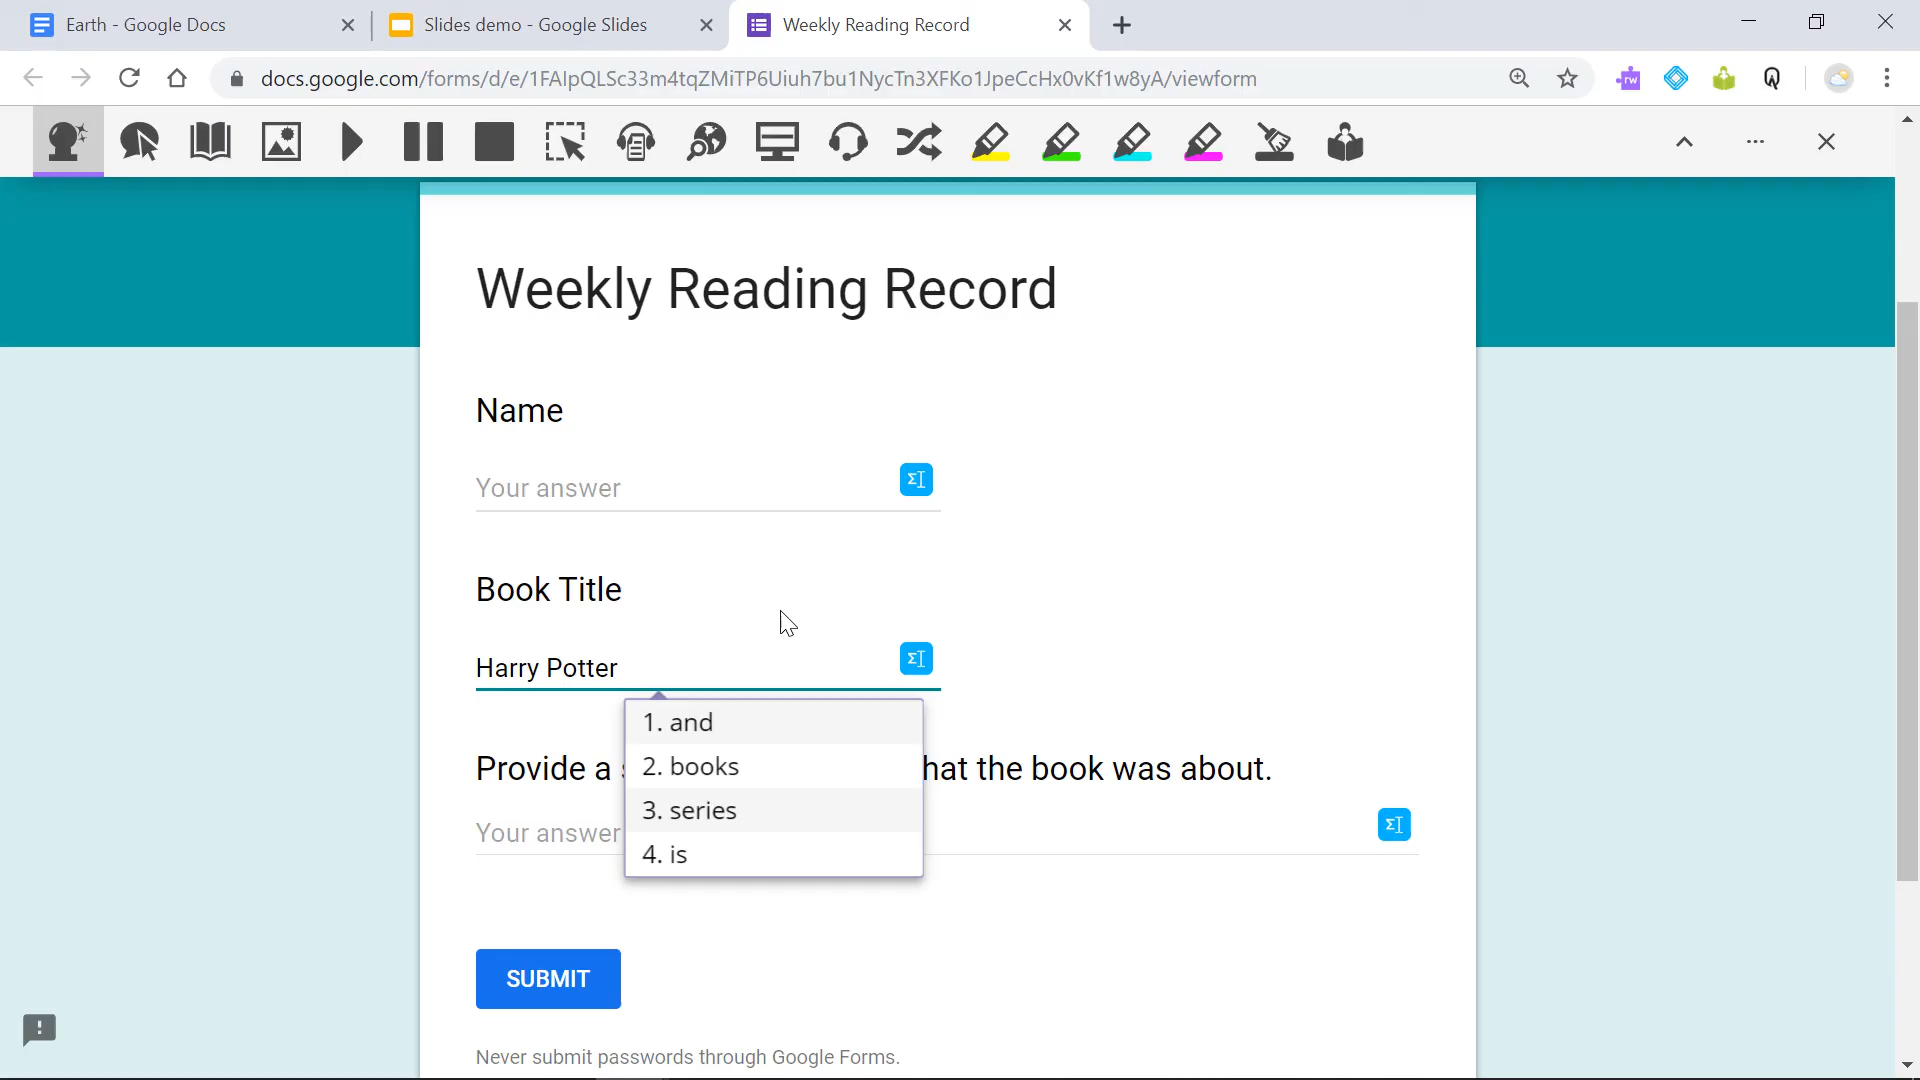 Earth - Google Docs
Slides demo - Google Slides
Weekly Reading Record
docs.google.com/forms/d/e/1FAIpQLSc33m4tqZMiTP6Uiuh7bu1NycTn3XFKo1JpeCcHx0vKf1w8yA/viewform
rw
Weekly Reading Record
Name
Your answer
Book Title
Harry Potter
1. and
2. books
3. series
4. is
Provide a hat the book was about.
Your answer
SUBMIT
Never submit passwords through Google Forms.